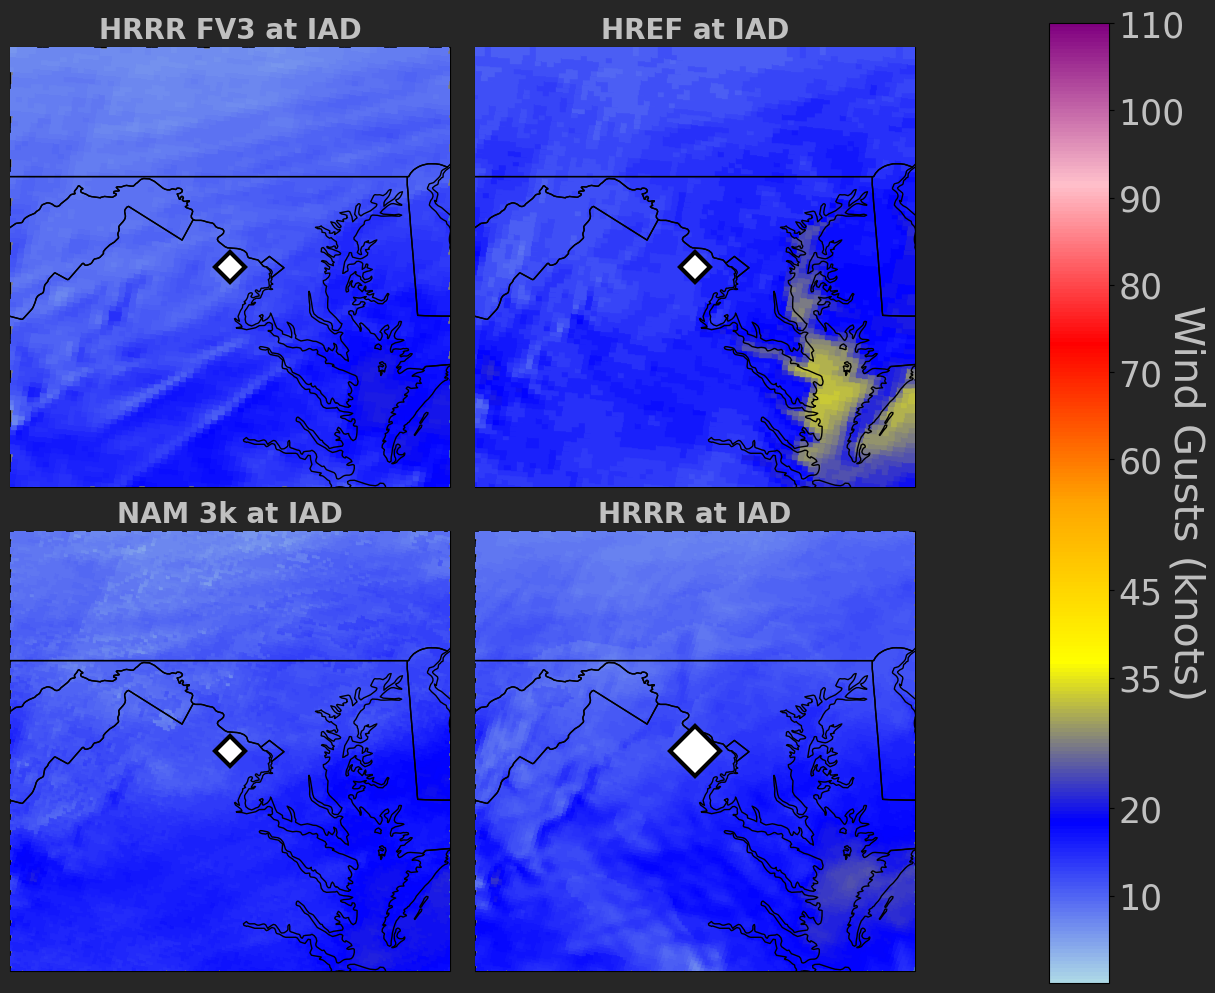 HRRR FV3 at IAD
HREF at IAD
NAM 3k at IAD
HRRR at IAD
110
100
90
80
70
60
45
35
20
10
Wind Gusts (knots)